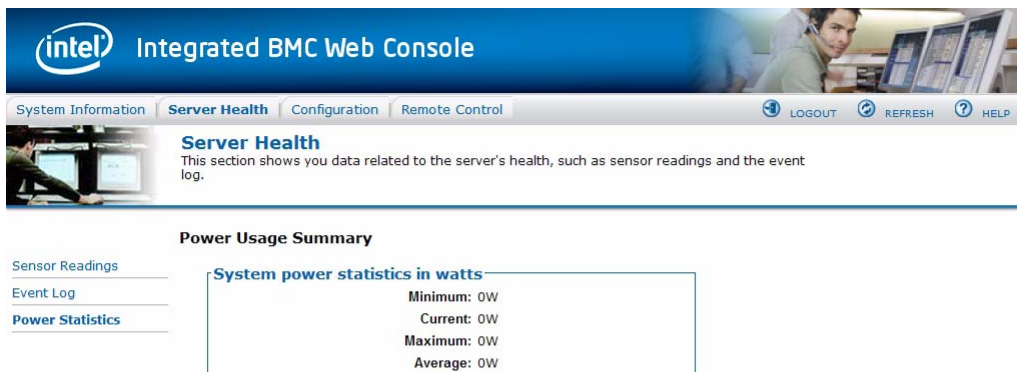 intel Integrated BMC Web Console
System Information Server Health Configuration Remote Control LOGOUT REFRESH HELP
Server Health
This section shows you data related to the server's health, such as sensor readings and the event
log.
Power Usage Summary
Sensor Readings
Event Log
Power Statistics
System power statistics in watts
Minimum: 0W
Current: 0W
Maximum: 0W
Average: 0W